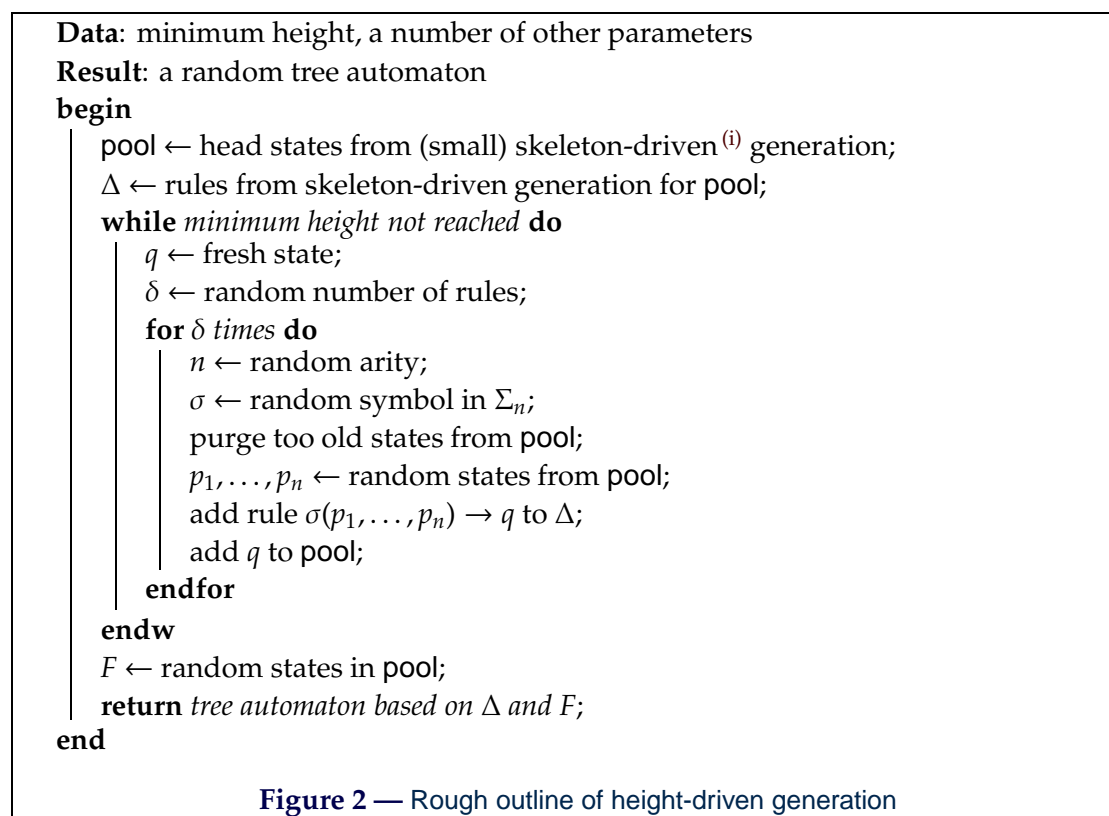 Data: minimum height, a number of other parameters
Result: a random tree automaton
begin
pool ← head states from (small) skeleton-driven (i) generation;
Δ ← rules from skeleton-driven generation for pool;
while minimum height not reached do
q ← fresh state;
δ ← random number of rules;
for δ times do
n ← random arity;
σ ← random symbol in Σn;
purge too old states from pool;
p1, . . . , pn ← random states from pool;
add rule σ(p1, . . . , pn) → q to Δ;
add q to pool;
endfor
endw
F ← random states in pool;
return tree automaton based on Δ and F;
end
Figure 2 — Rough outline of height-driven generation